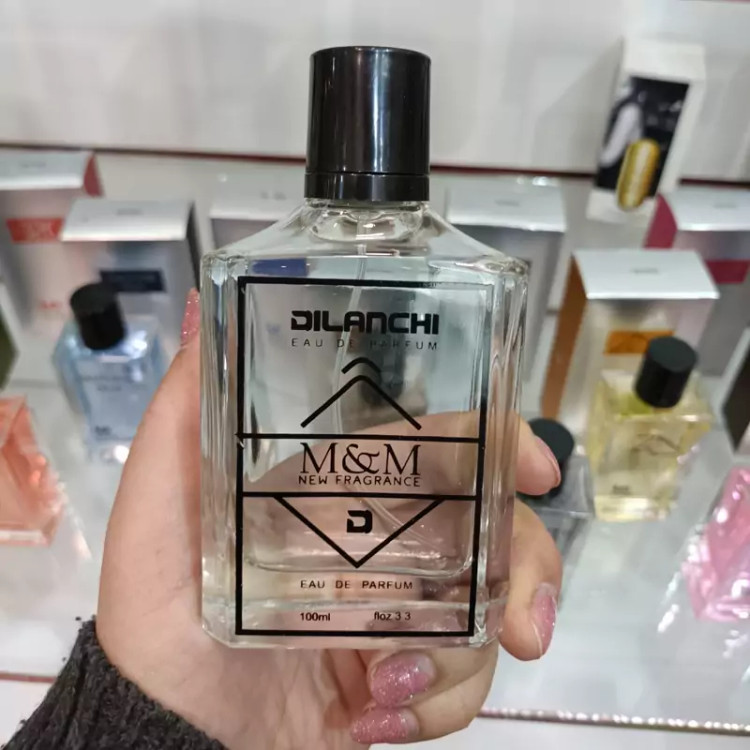 DILANCHI
EAU DE PARFUM
M&M
NEW FRAGRANCE
D
EAU DE PARFUM
100ml floz 3 3